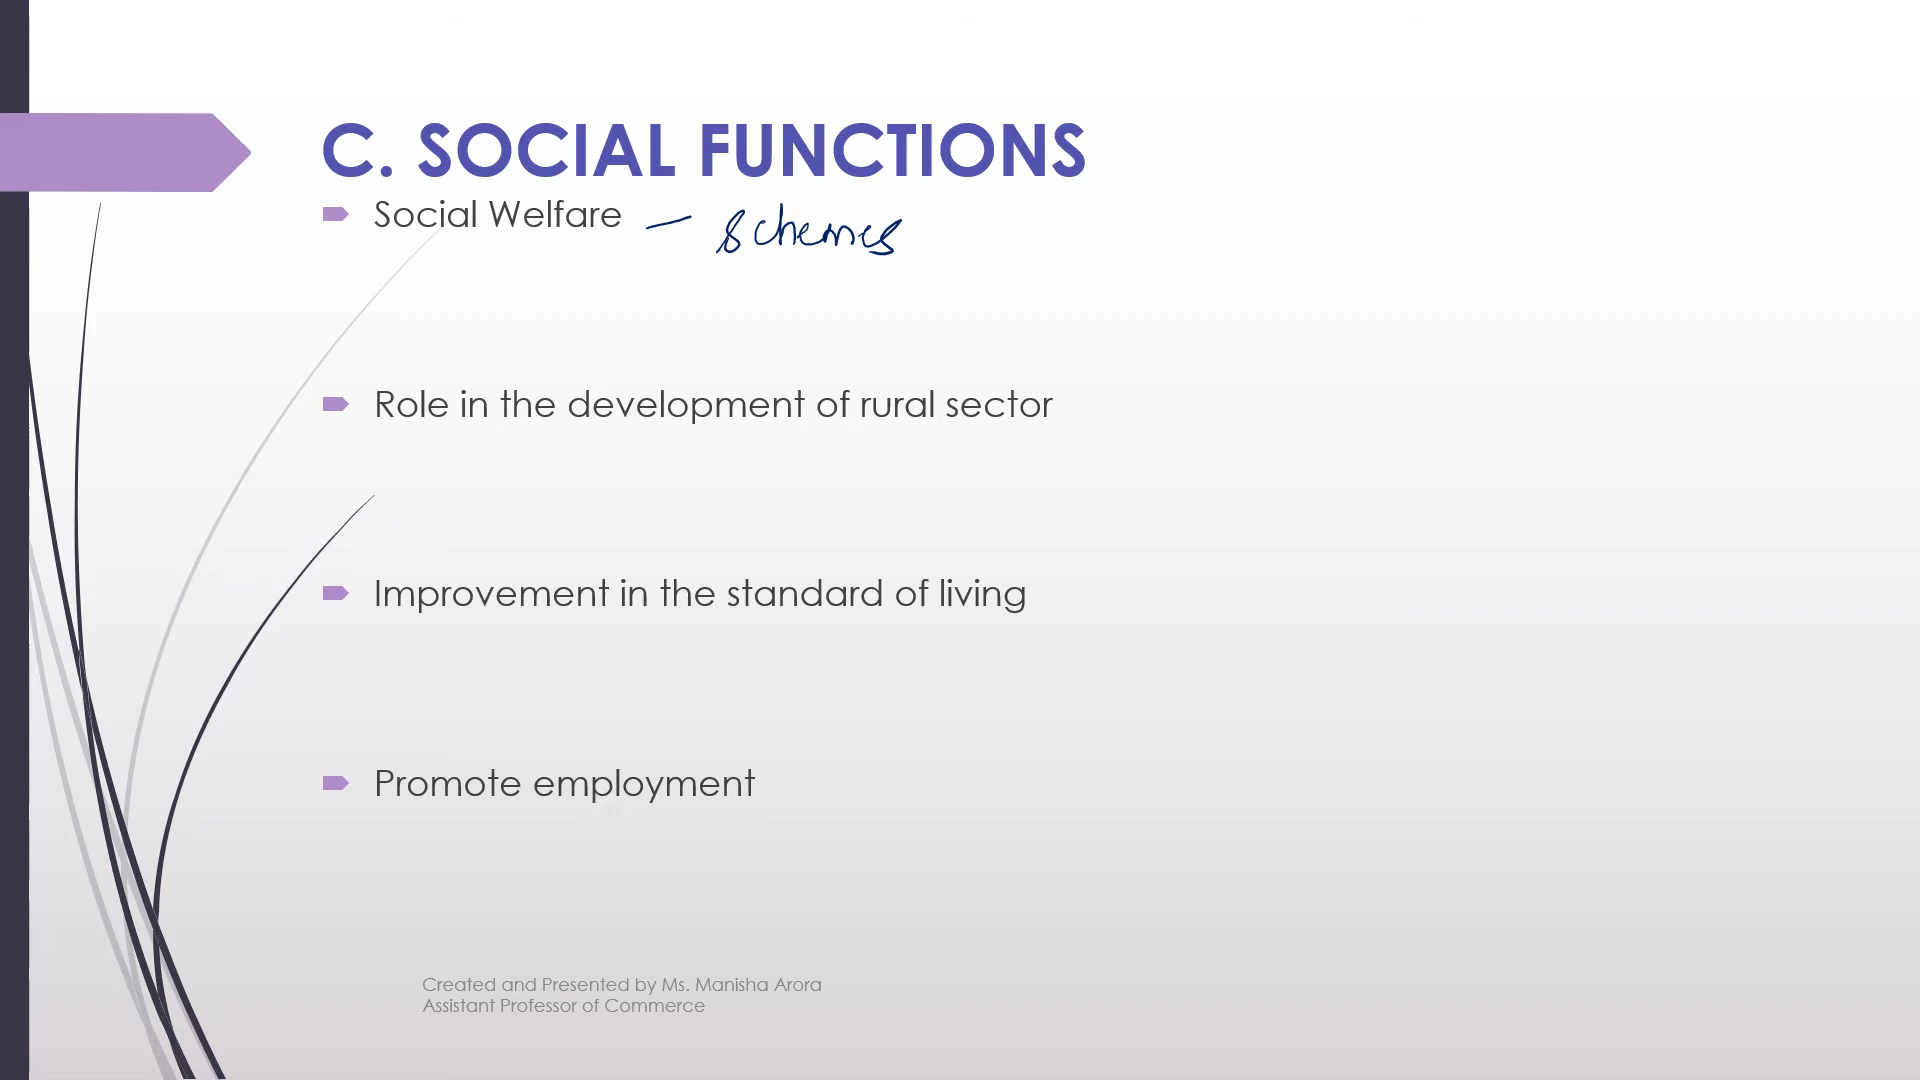 C. SOCIAL FUNCTIONS
Social Welfare — Schemes
Role in the development of rural sector
Improvement in the standard of living
Promote employment
Created and Presented by Ms. Manisha Arora
Assistant Professor of Commerce